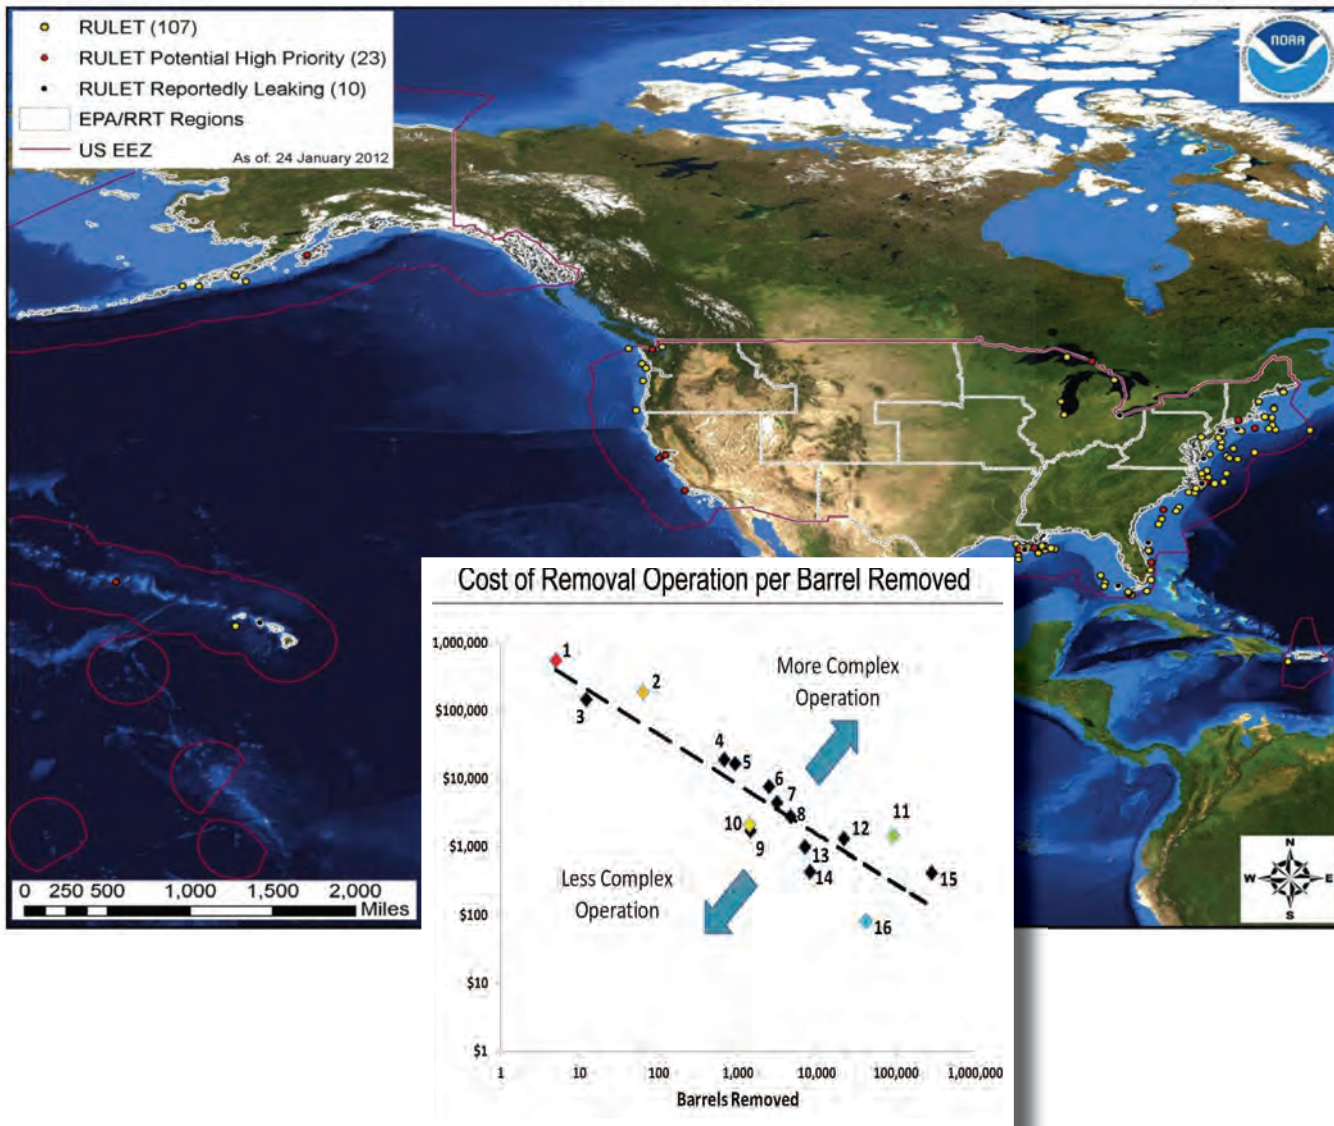 RULET (107)
RULET Potential High Priority (23)
RULET Reportedly Leaking (10)
EPA/RRT Regions
US EEZ
As of: 24 January 2012
NOAA
0 250 500 1,000 1,500 2,000
Miles
N
W E
S
Cost of Removal Operation per Barrel Removed
1,000,000
$100,000
$10,000
$1,000
$100
$10
$1
1
2
3
4
5
6
7
8
9
10
11
12
13
14
15
16
More Complex
Operation
Less Complex
Operation
1 10 100 1,000 10,000 100,000 1,000,000
Barrels Removed